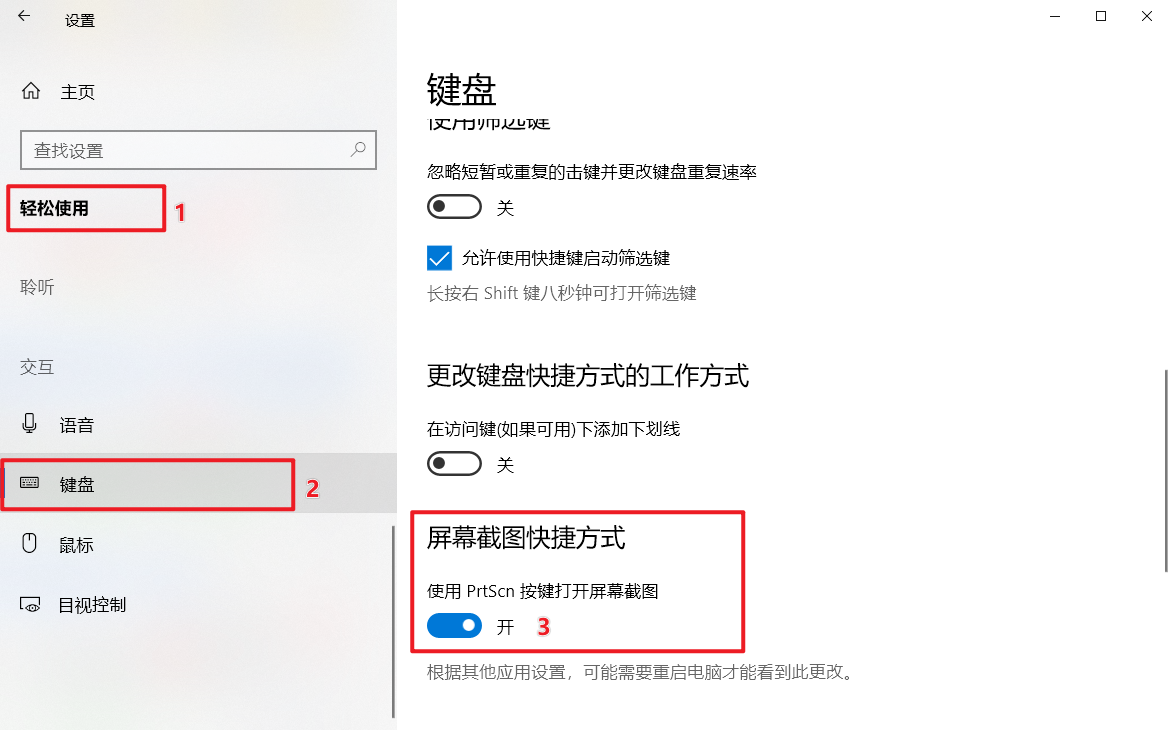 设置
主页
查找设置
轻松使用
1
聆听
交互
语音
键盘
2
鼠标
目视控制
键盘
使用筛选键
忽略短暂或重复的击键并更改键盘重复速率
关
允许使用快捷键启动筛选键
长按右 Shift 键八秒钟可打开筛选键
更改键盘快捷方式的工作方式
在访问键(如果可用)下添加下划线
关
屏幕截图快捷方式
使用 PrtScn 按键打开屏幕截图
开
3
根据其他应用设置，可能需要重启电脑才能看到此更改。